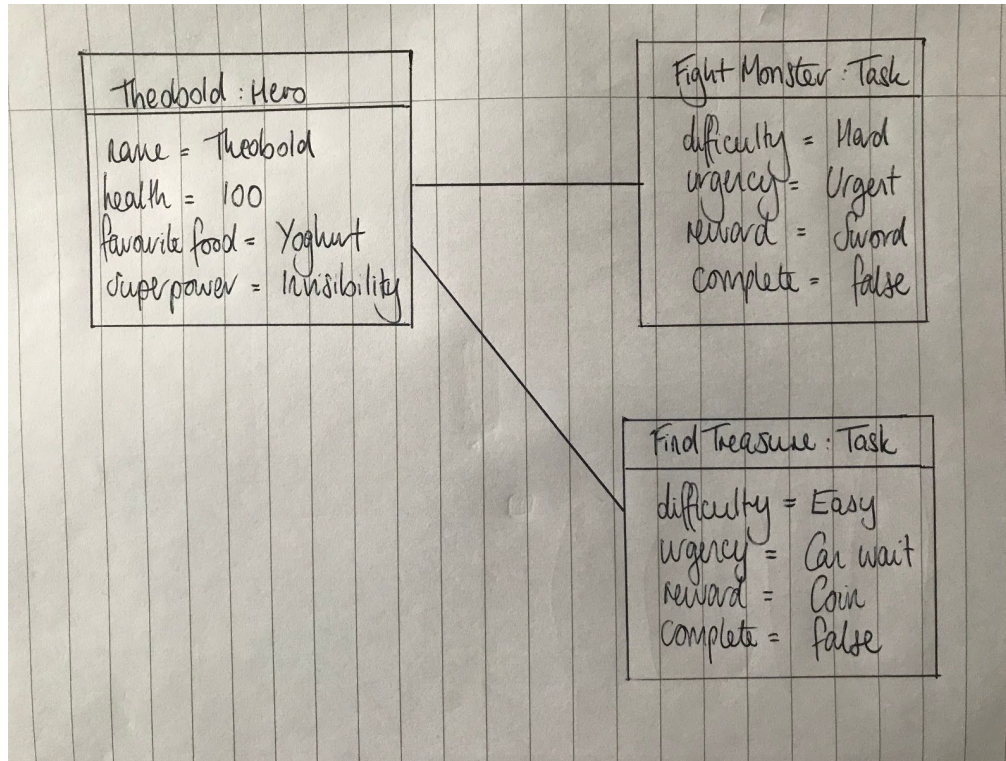 Theobold : Hero
name = Theobold
health = 100
favourite food = Yoghurt
superpower = Invisibility
Fight Monster : Task
difficulty = Hard
urgency = Urgent
reward = Sword
complete = false
Find Treasure : Task
difficulty = Easy
urgency = Can wait
reward = Coin
complete = false